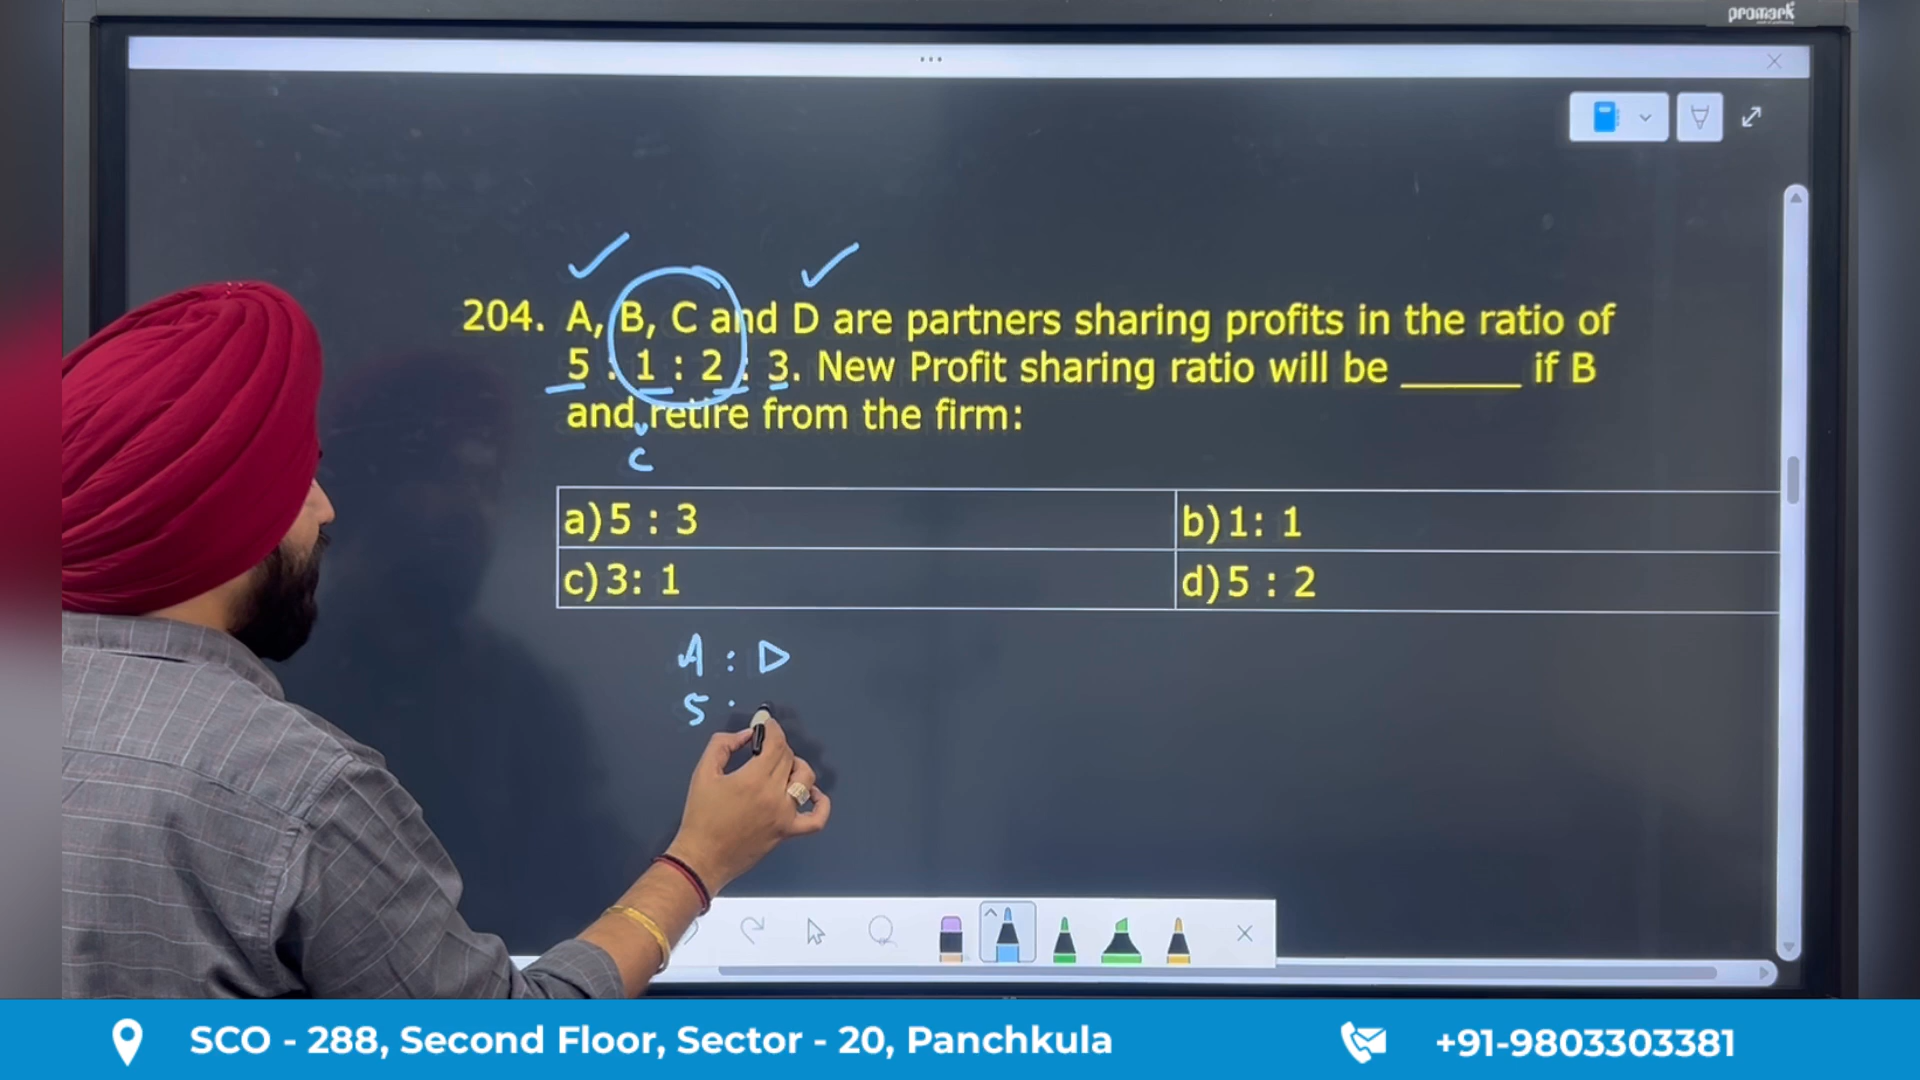 promark
204. A, B, C and D are partners sharing profits in the ratio of
5 : 1 : 2 : 3. New Profit sharing ratio will be ______ if B
and retire from the firm:
c
a) 5 : 3
b) 1: 1
c) 3: 1
d) 5 : 2
A : D
5 :
SCO - 288, Second Floor, Sector - 20, Panchkula
+91-9803303381